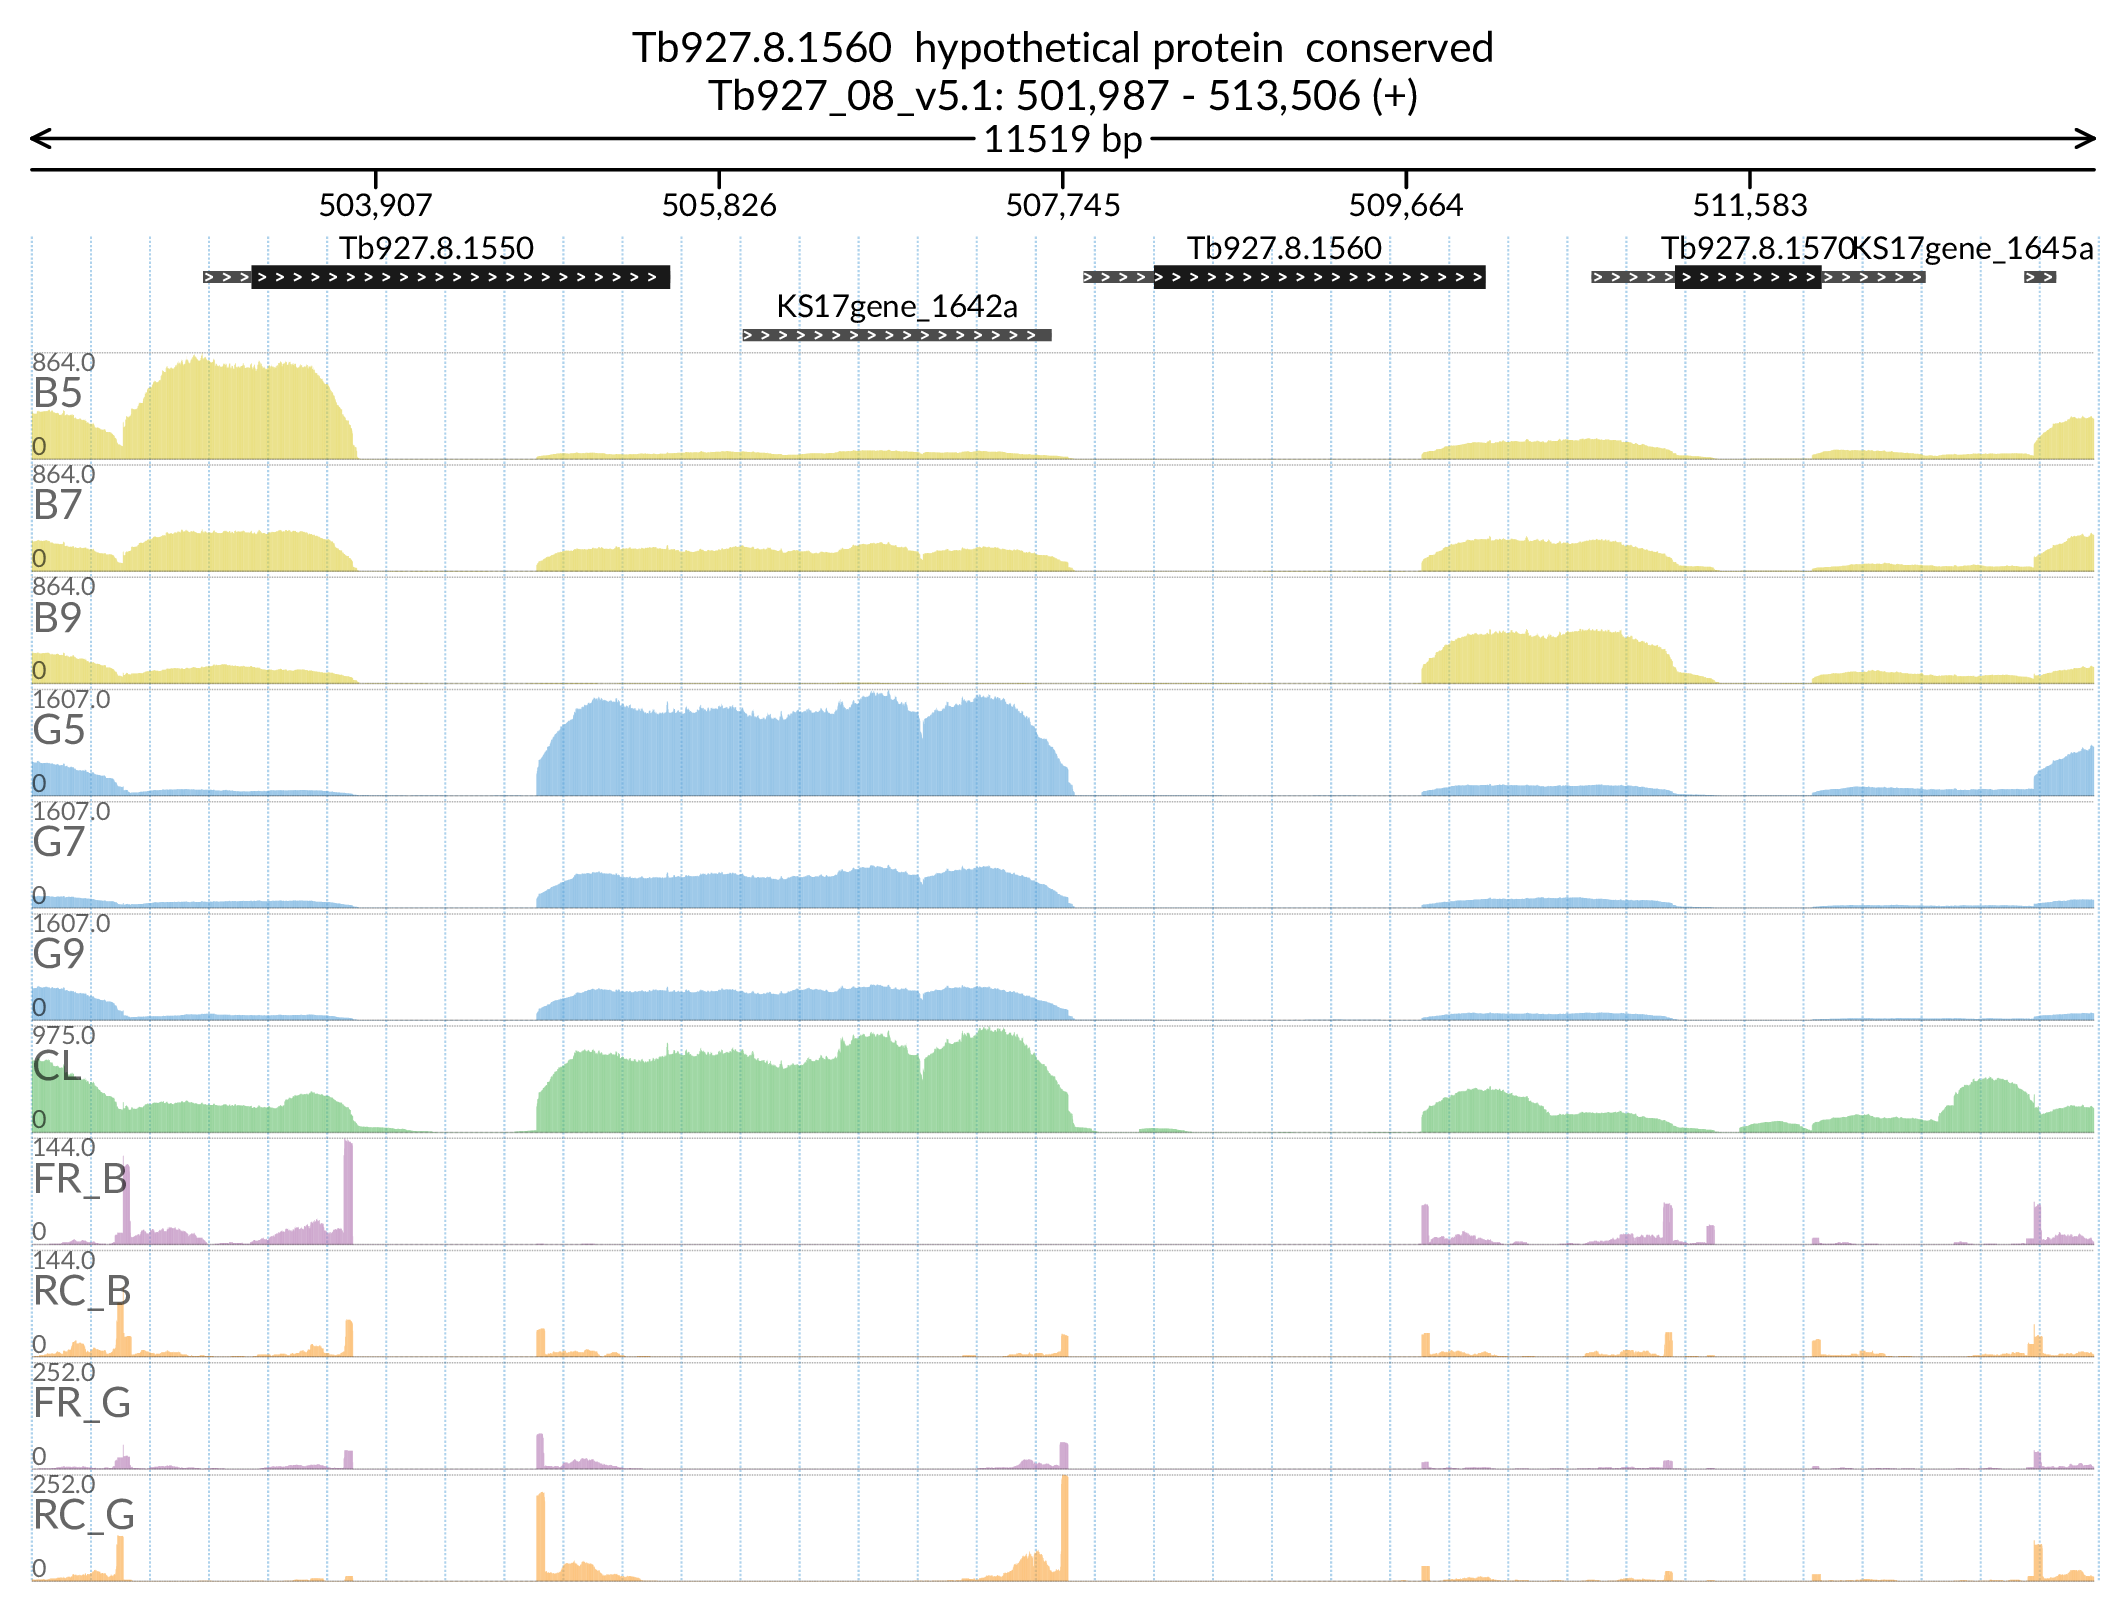 Tb927.8.1560  hypothetical protein  conserved
Tb927_08_v5.1: 501,987 - 513,506 (+)
11519 bp
503,907 505,826 507,745 509,664 511,583
Tb927.8.1550 Tb927.8.1560 Tb927.8.1570 KS17gene_1645a
KS17gene_1642a
864.0
B5
0
864.0
B7
0
864.0
B9
0
1607.0
G5
0
1607.0
G7
0
1607.0
G9
0
975.0
CL
0
144.0
FR_B
0
144.0
RC_B
0
252.0
FR_G
0
252.0
RC_G
0